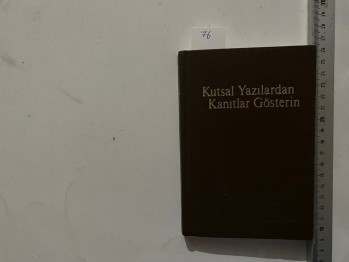 76
Kutsal Yazılardan
Kanıtlar Gösterin